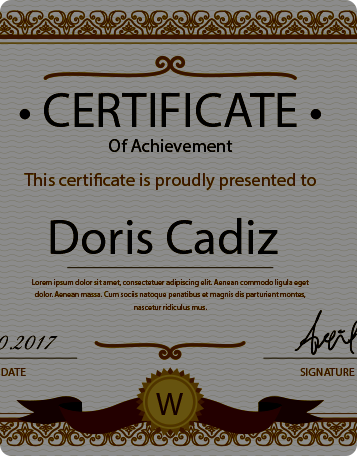 • CERTIFICATE •
Of Achievement
This certificate is proudly presented to
Doris Cadiz
Lorem ipsum dolor sit amet, consectetuer adipiscing elit. Aenean commodo ligula eget
dolor. Aenean massa. Cum sociis natoque penatibus et magnis dis parturient montes,
nascetur ridiculus mus.
0.2017
DATE
SIGNATURE
W